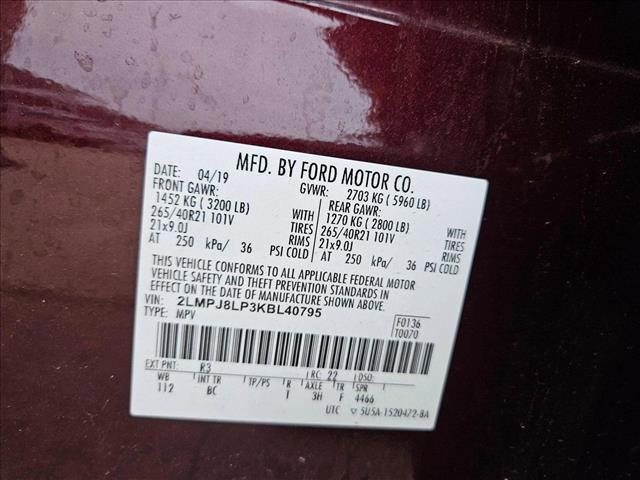 MFD. BY FORD MOTOR CO.
DATE: 04/19 GVWR: 2703 KG ( 5960 LB)
FRONT GAWR: REAR GAWR:
1452 KG ( 3200 LB) WITH 1270 KG ( 2800 LB) WITH
265/40R21 101V TIRES 265/40R21 101V TIRES
21x9.0J RIMS 21x9.0J RIMS
AT 250 kPa/ 36 PSI COLD AT 250 kPa/ 36 PSI COLD
THIS VEHICLE CONFORMS TO ALL APPLICABLE FEDERAL MOTOR
VEHICLE SAFETY AND THEFT PREVENTION STANDARDS IN
EFFECT ON THE DATE OF MANUFACTURE SHOWN ABOVE.
VIN: 2LMPJ8LP3KBL40795 F0136
TYPE: MPV T0070
EXT PNT: R3 RC: 22 DSO:
WB INT TR TP/PS R AXLE TR SPR
112 BC T 3H F 4466
UTC ▽ 5U5A-1520472-BA